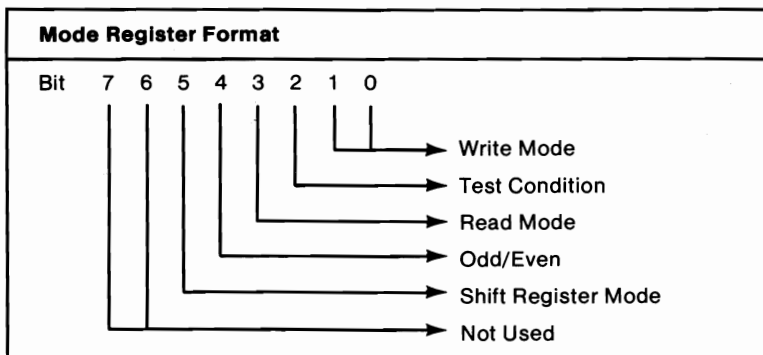 Mode Register Format
Bit 7 6 5 4 3 2 1 0
Write Mode
Test Condition
Read Mode
Odd/Even
Shift Register Mode
Not Used